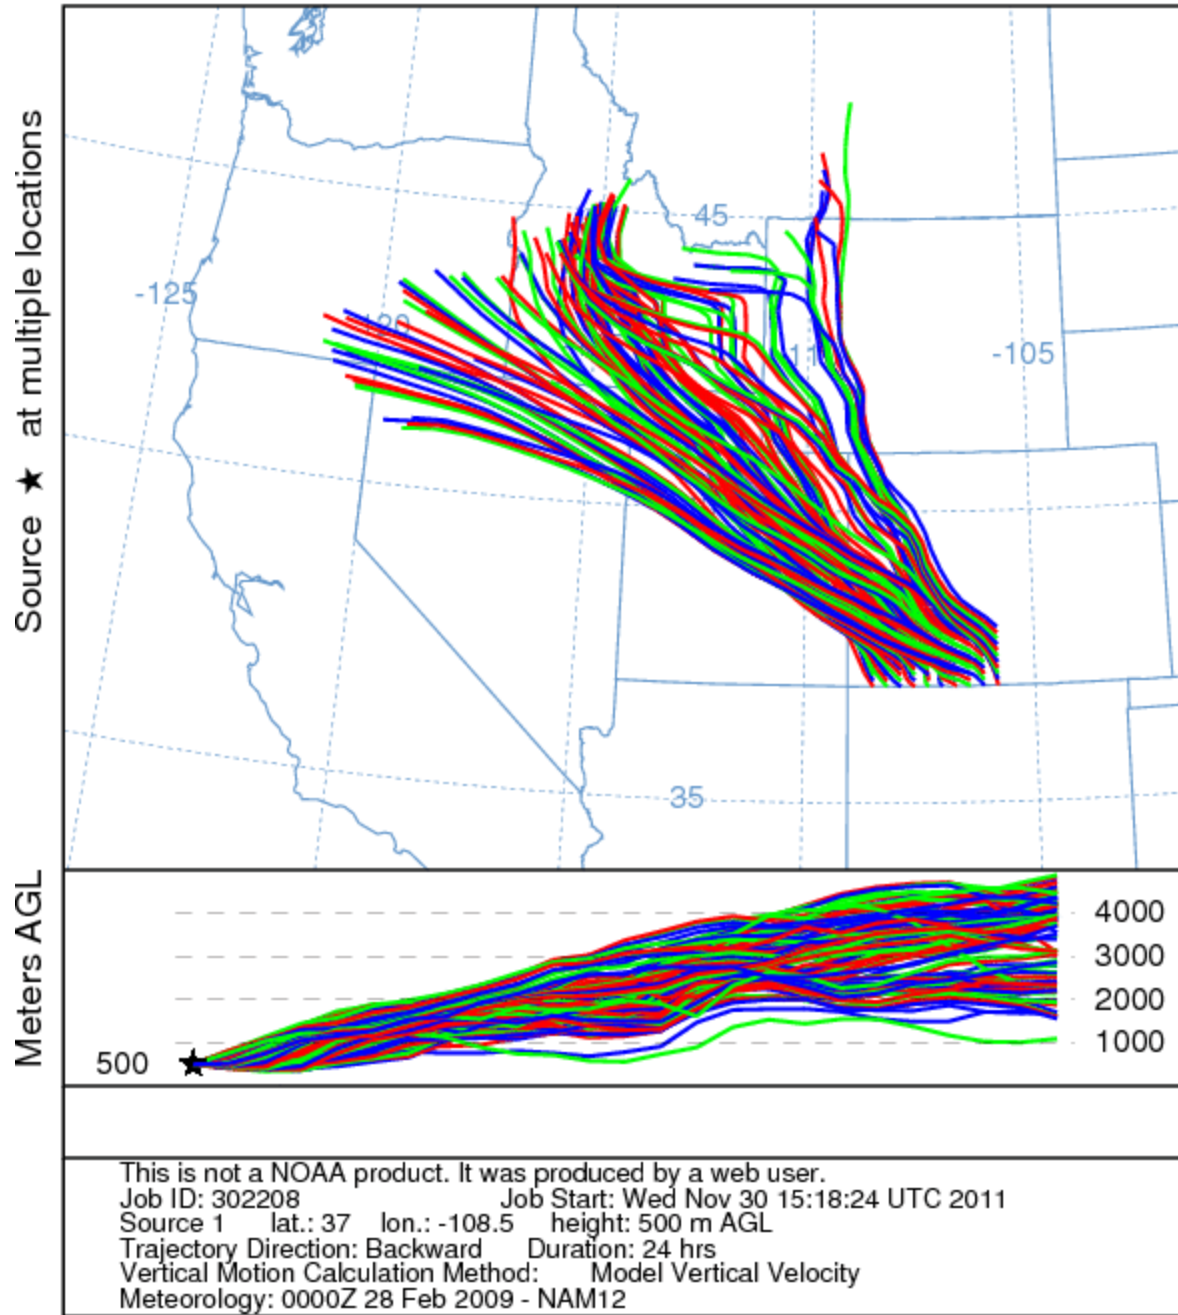 Source ★ at multiple locations
45
-125
-105
35
Meters AGL
4000
3000
2000
1000
500
This is not a NOAA product. It was produced by a web user.
Job ID: 302208 Job Start: Wed Nov 30 15:18:24 UTC 2011
Source 1 lat.: 37 lon.: -108.5 height: 500 m AGL
Trajectory Direction: Backward Duration: 24 hrs
Vertical Motion Calculation Method: Model Vertical Velocity
Meteorology: 0000Z 28 Feb 2009 - NAM12